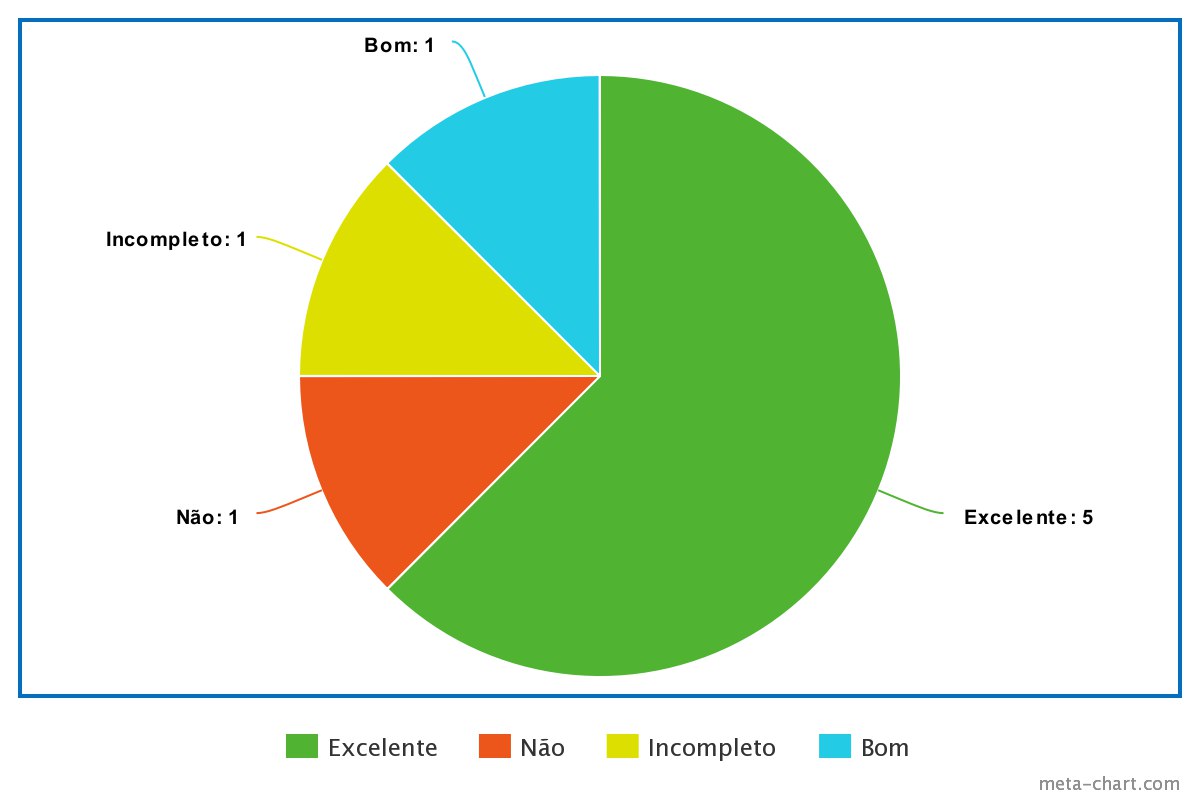 Bom: 1
Incompleto: 1
Não: 1
Excelente: 5
Excelente Não Incompleto Bom
meta-chart.com